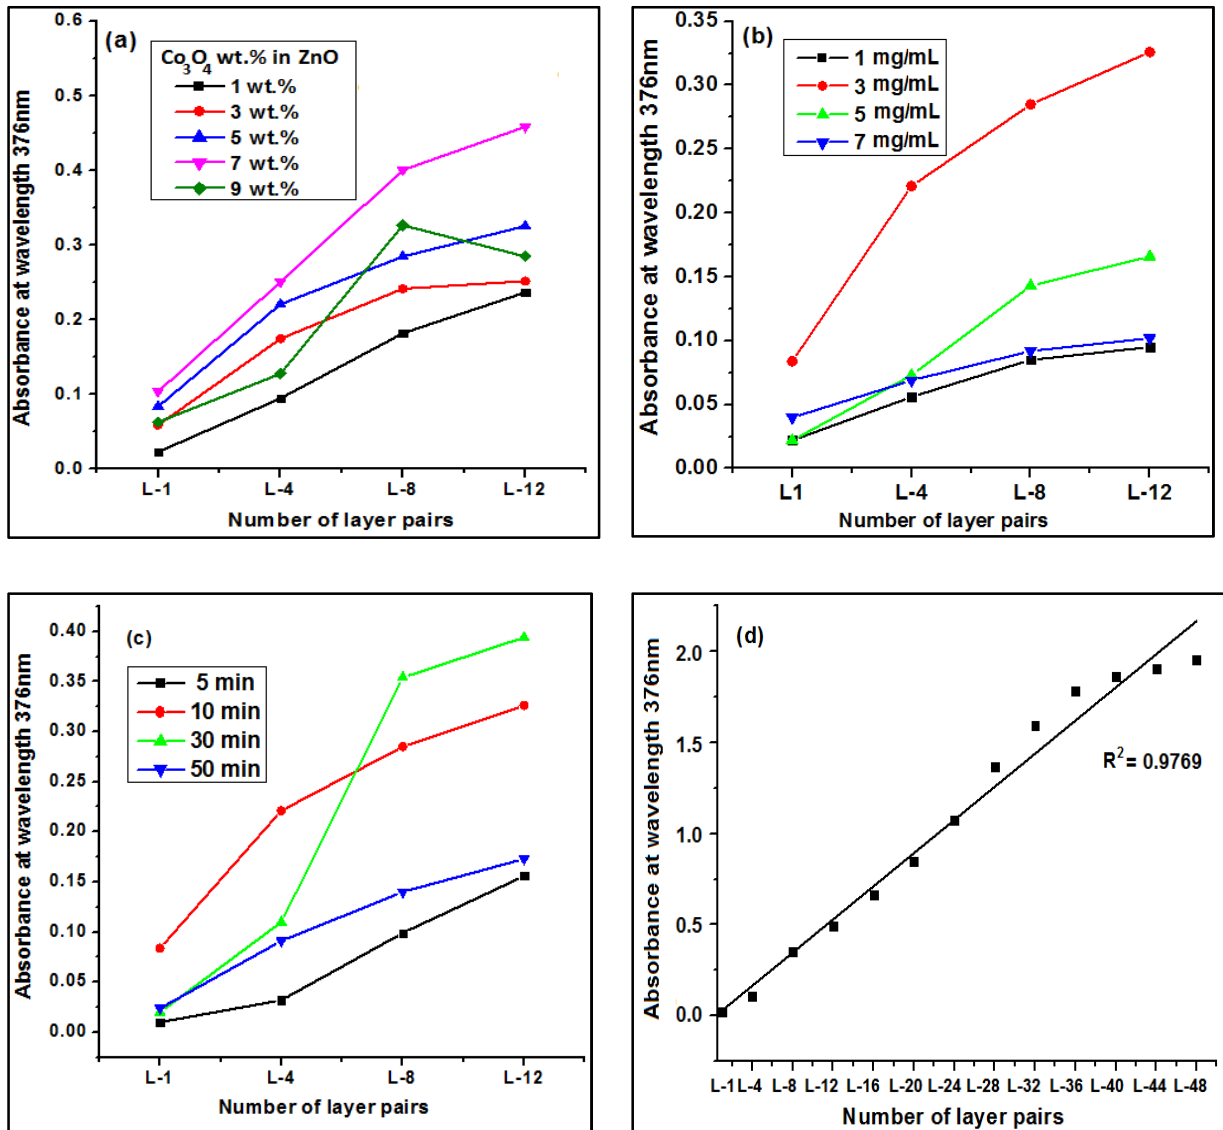 (a)
Co3O4 wt.% in ZnO
1 wt.%
3 wt.%
5 wt.%
7 wt.%
9 wt.%
0.6
0.5
0.4
0.3
0.2
0.1
0.0
Absorbance at wavelength 376nm
L-1 L-4 L-8 L-12
Number of layer pairs
(b)
1 mg/mL
3 mg/mL
5 mg/mL
7 mg/mL
0.35
0.30
0.25
0.20
0.15
0.10
0.05
0.00
Absorbance at wavelength 376nm
L1 L-4 L-8 L-12
Number of layer pairs
(c)
5 min
10 min
30 min
50 min
0.40
0.35
0.30
0.25
0.20
0.15
0.10
0.05
0.00
Absorbance at wavelength 376nm
L-1 L-4 L-8 L-12
Number of layer pairs
(d)
R2= 0.9769
2.0
1.5
1.0
0.5
0.0
Absorbance at wavelength 376nm
L-1 L-4 L-8 L-12 L-16 L-20 L-24 L-28 L-32 L-36 L-40 L-44 L-48
Number of layer pairs